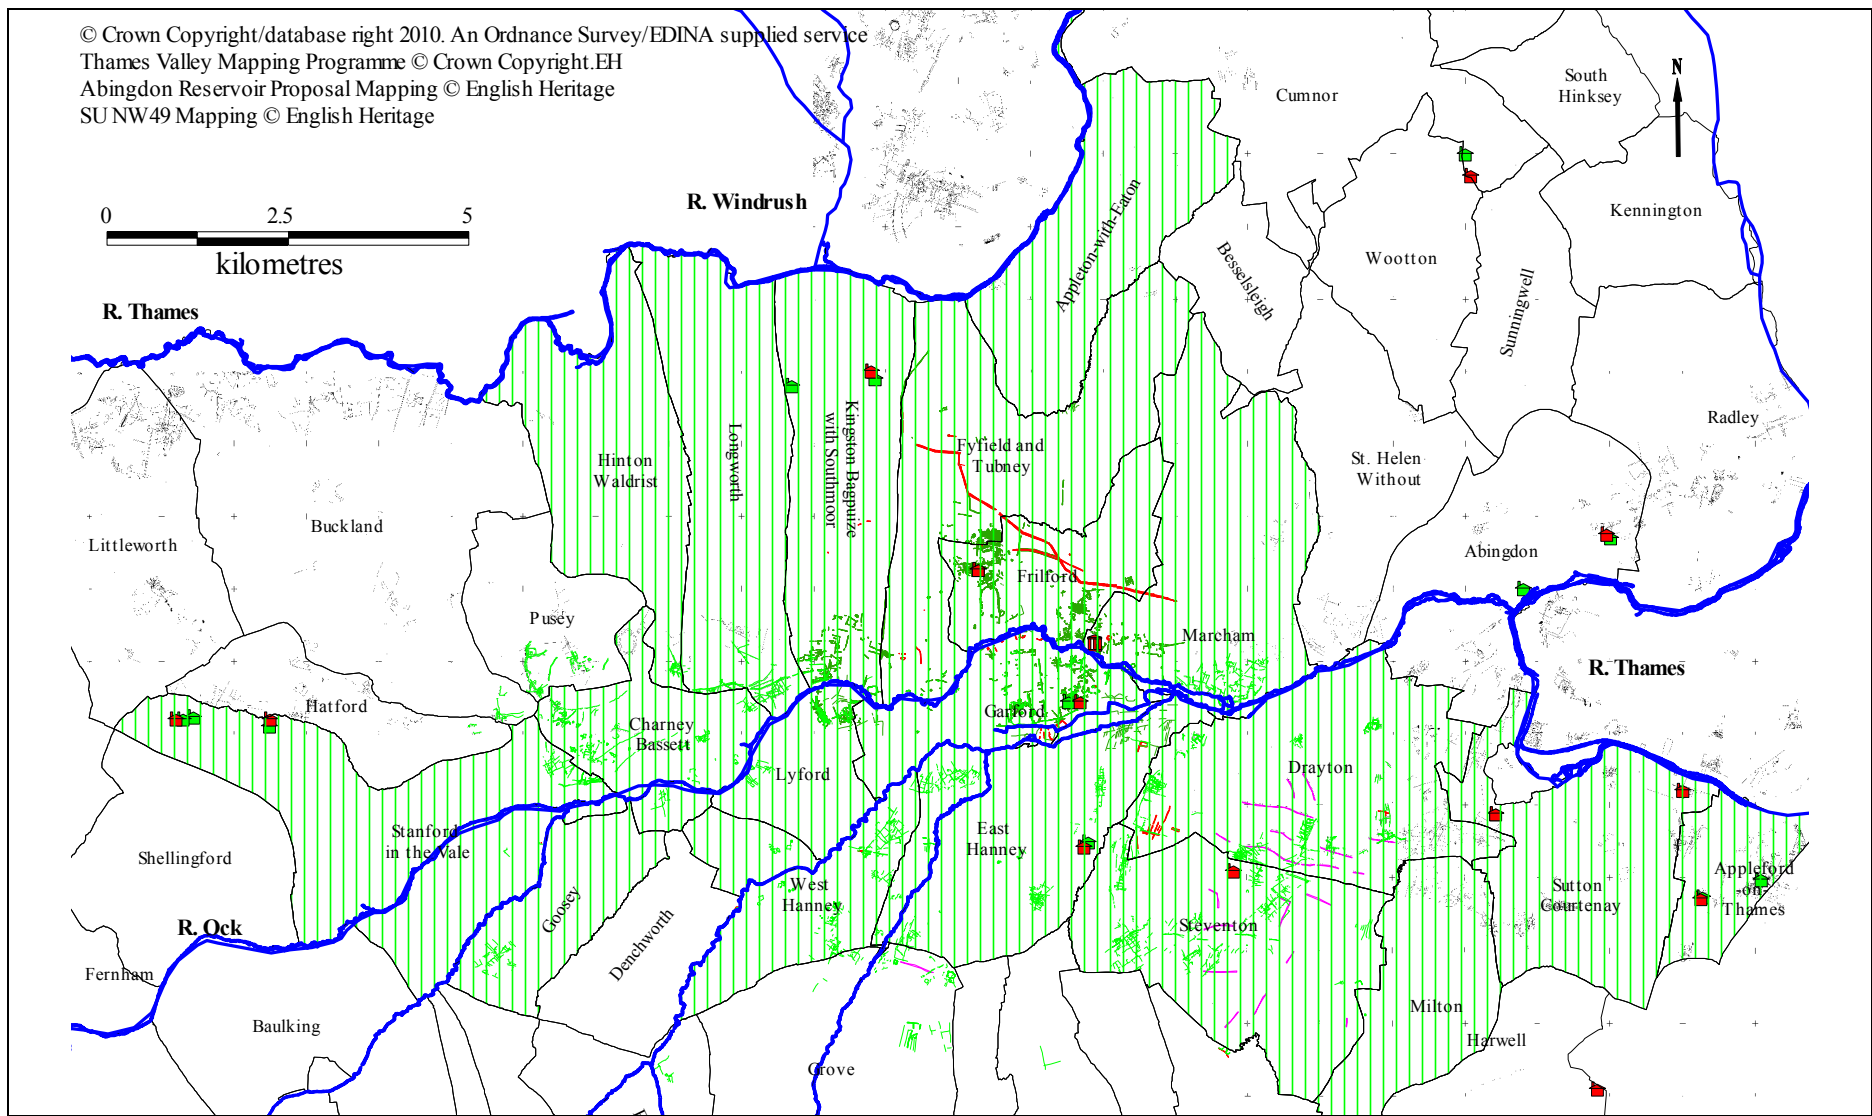 © Crown Copyright/database right 2010. An Ordnance Survey/EDINA supplied service
Thames Valley Mapping Programme © Crown Copyright.EH
Abingdon Reservoir Proposal Mapping © English Heritage
SU NW49 Mapping © English Heritage
N
0 2.5 5
kilometres
R. Windrush
R. Thames
Cumnor
South
Hinksey
Appleton-with-Eaton
Besselsleigh
Wootton
Sunningwell
Kennington
Radley
Hinton
Waldrist
Longworth
Kingston Bagpuize
with Southmoor
Fyfield and
Tubney
St. Helen
Without
Abingdon
Littleworth
Buckland
Pusey
Frilford
Marcham
R. Thames
Hatford
Charney
Bassett
Lyford
Garford
Drayton
Shellingford
Stanford
in the Vale
Goosey
Denchworth
West
Hanney
East
Hanney
Steventon
Sutton
Courtenay
Appleford
-on-
Thames
R. Ock
Fernham
Baulking
Grove
Milton
Harwell